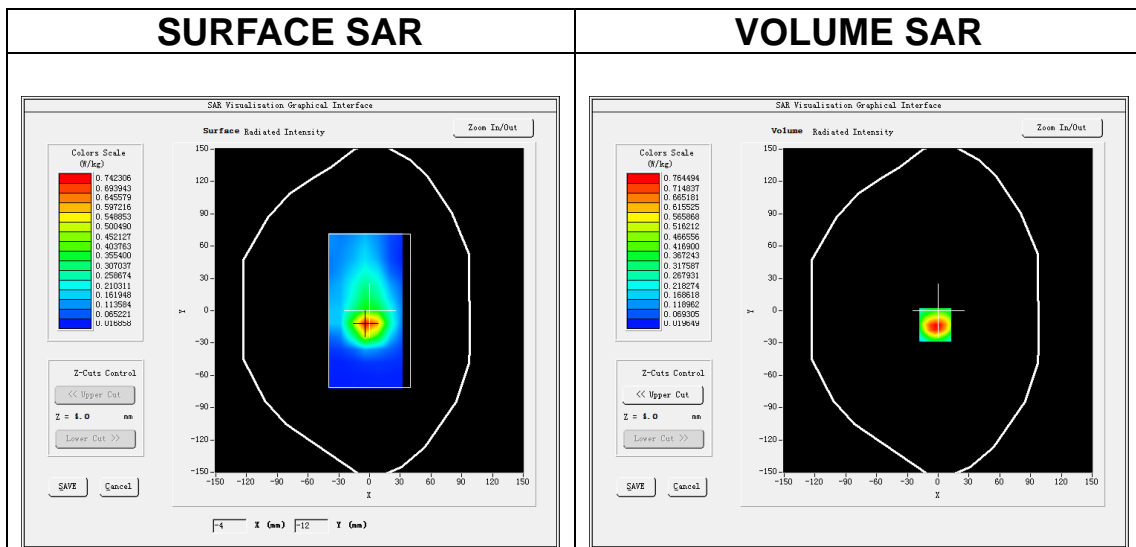 SURFACE SAR
SAR Visualisation Graphical Interface
Surface Radiated Intensity
Zoom In/Out
Colors Scale
(W/kg)
0.742306
0.693943
0.645579
0.597216
0.548853
0.500490
0.452127
0.403763
0.355400
0.307037
0.258674
0.210311
0.161948
0.113584
0.065221
0.016858
Z-Cuts Control
<< Upper Cut
Z = 4.0 mm
Lower Cut >>
SAVE Cancel
150
120
90
60
30
Y 0
-30
-60
-90
-120
-150
-150 -120 -90 -60 -30 0 30 60 90 120 150
X
-4 X (mm) -12 Y (mm)
VOLUME SAR
SAR Visualisation Graphical Interface
Volume Radiated Intensity
Zoom In/Out
Colors Scale
(W/kg)
0.764494
0.714837
0.665181
0.615525
0.565868
0.516212
0.466556
0.416900
0.367243
0.317587
0.267931
0.218274
0.168618
0.118962
0.069305
0.019649
Z-Cuts Control
<< Upper Cut
Z = 4.0 mm
Lower Cut >>
SAVE Cancel
150
120
90
60
30
Y 0
-30
-60
-90
-120
-150
-150 -120 -90 -60 -30 0 30 60 90 120 150
X